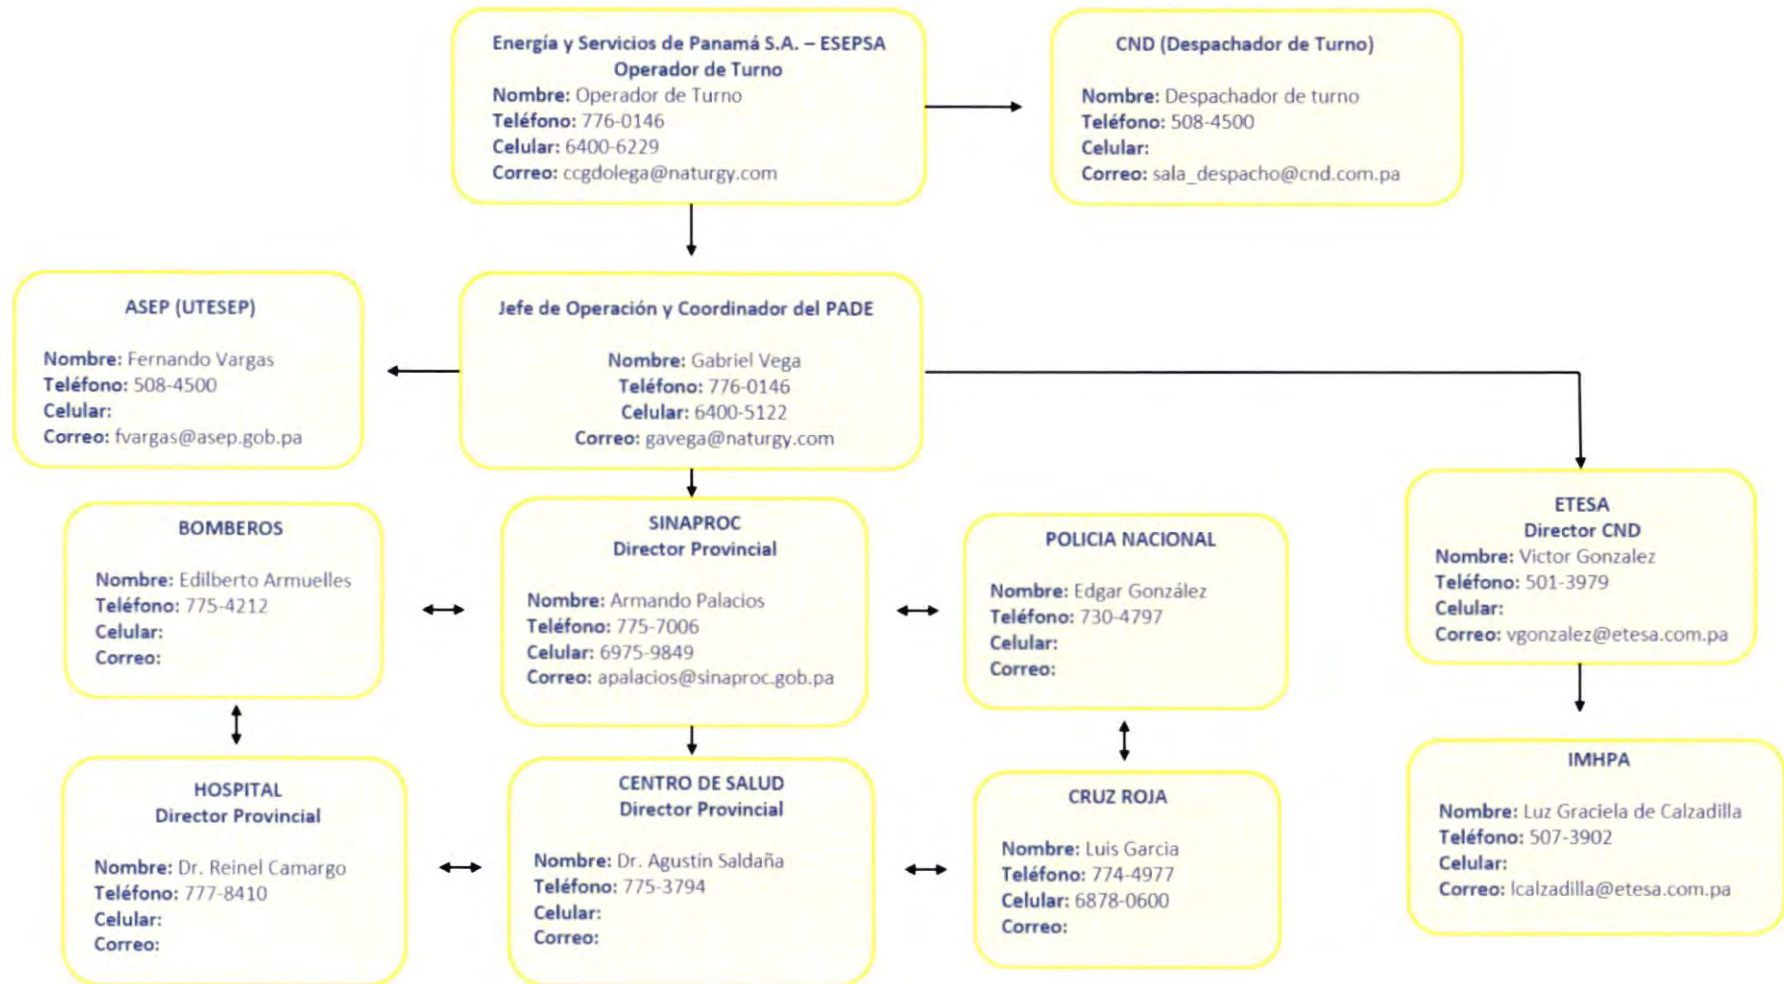 Energía y Servicios de Panamá S.A. – ESEPSA
Operador de Turno
Nombre: Operador de Turno
Teléfono: 776-0146
Celular: 6400-6229
Correo: ccgdolega@naturgy.com
CND (Despachador de Turno)
Nombre: Despachador de turno
Teléfono: 508-4500
Celular:
Correo: sala_despacho@cnd.com.pa
ASEP (UTESEP)
Nombre: Fernando Vargas
Teléfono: 508-4500
Celular:
Correo: fvargas@asep.gob.pa
Jefe de Operación y Coordinador del PADE
Nombre: Gabriel Vega
Teléfono: 776-0146
Celular: 6400-5122
Correo: gavega@naturgy.com
BOMBEROS
Nombre: Edilberto Armuelles
Teléfono: 775-4212
Celular:
Correo:
SINAPROC
Director Provincial
Nombre: Armando Palacios
Teléfono: 775-7006
Celular: 6975-9849
Correo: apalacios@sinaproc.gob.pa
POLICIA NACIONAL
Nombre: Edgar González
Teléfono: 730-4797
Celular:
Correo:
ETESA
Director CND
Nombre: Victor Gonzalez
Teléfono: 501-3979
Celular:
Correo: vgonzalez@etesa.com.pa
HOSPITAL
Director Provincial
Nombre: Dr. Reinel Camargo
Teléfono: 777-8410
Celular:
Correo:
CENTRO DE SALUD
Director Provincial
Nombre: Dr. Agustín Saldaña
Teléfono: 775-3794
Celular:
Correo:
CRUZ ROJA
Nombre: Luis Garcia
Teléfono: 774-4977
Celular: 6878-0600
Correo:
IMHPA
Nombre: Luz Graciela de Calzadilla
Teléfono: 507-3902
Celular:
Correo: lcalzadilla@etesa.com.pa